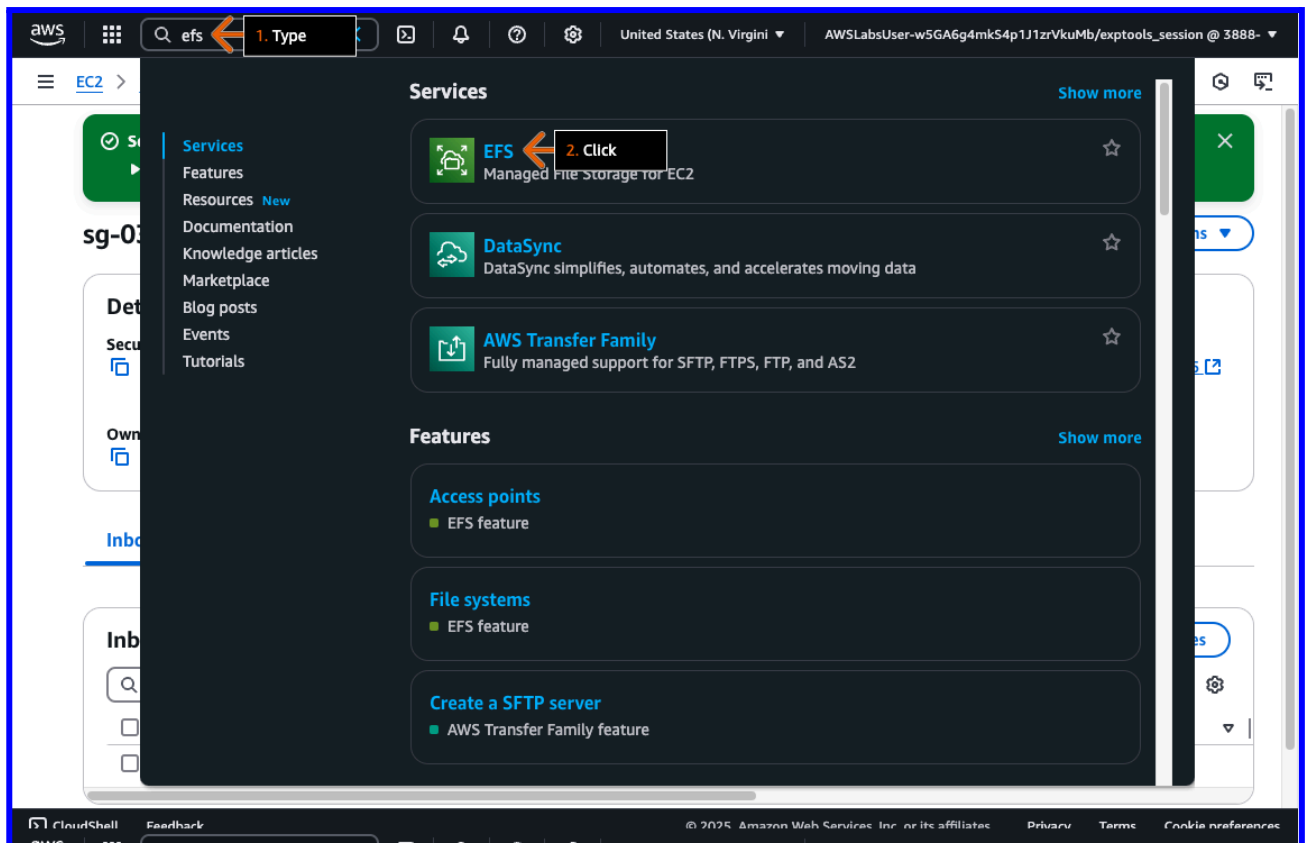 aws
efs
1. Type
United States (N. Virgini
AWSLabsUser-w5GA6g4mkS4p1J1zrVkuMb/exptools_session @ 3888-
EC2
Services
Show more
Services
Features
Resources New
Documentation
Knowledge articles
Marketplace
Blog posts
Events
Tutorials
EFS
2. Click
Managed File Storage for EC2
DataSync
DataSync simplifies, automates, and accelerates moving data
AWS Transfer Family
Fully managed support for SFTP, FTPS, FTP, and AS2
Features
Show more
Access points
EFS feature
File systems
EFS feature
Create a SFTP server
AWS Transfer Family feature
sg-03
Det
Secu
Own
Inbo
Inb
CloudShell
Feedback
© 2025, Amazon Web Services, Inc. or its affiliates.
Privacy
Terms
Cookie preferences